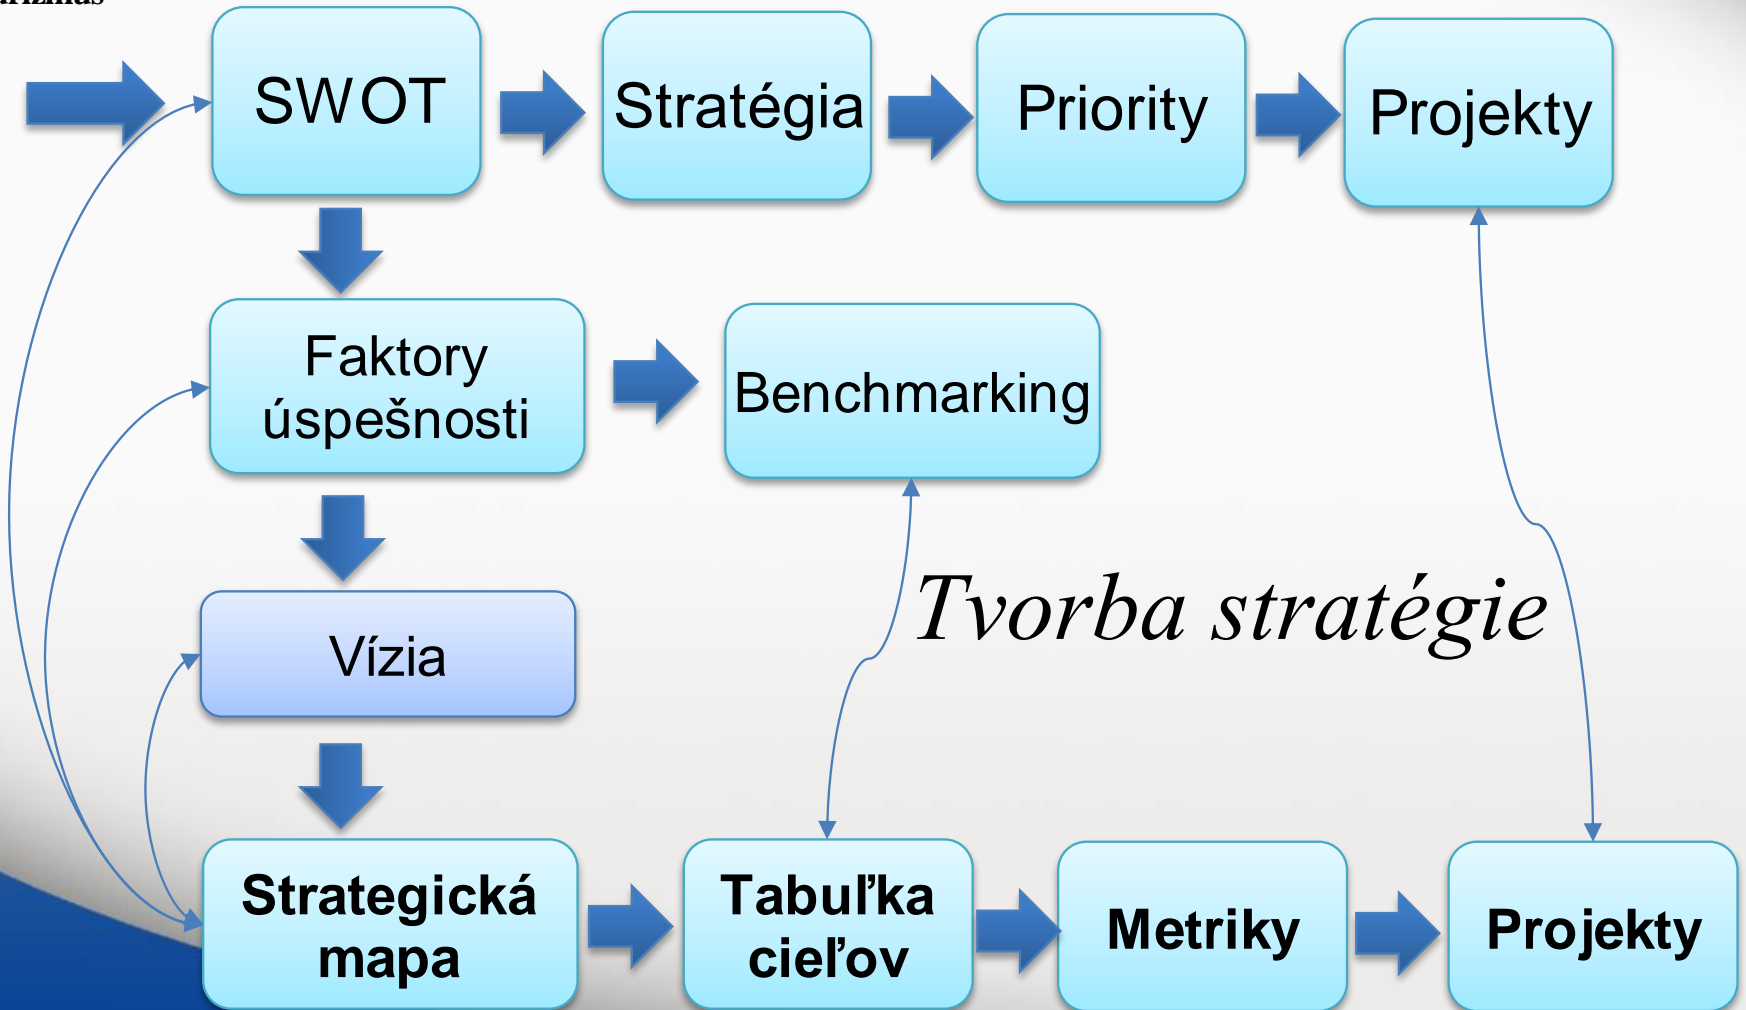 SWOT
Stratégia
Priority
Projekty
Faktory
úspešnosti
Benchmarking
Tvorba stratégie
Vízia
Strategická
mapa
Tabuľka
cieľov
Metriky
Projekty